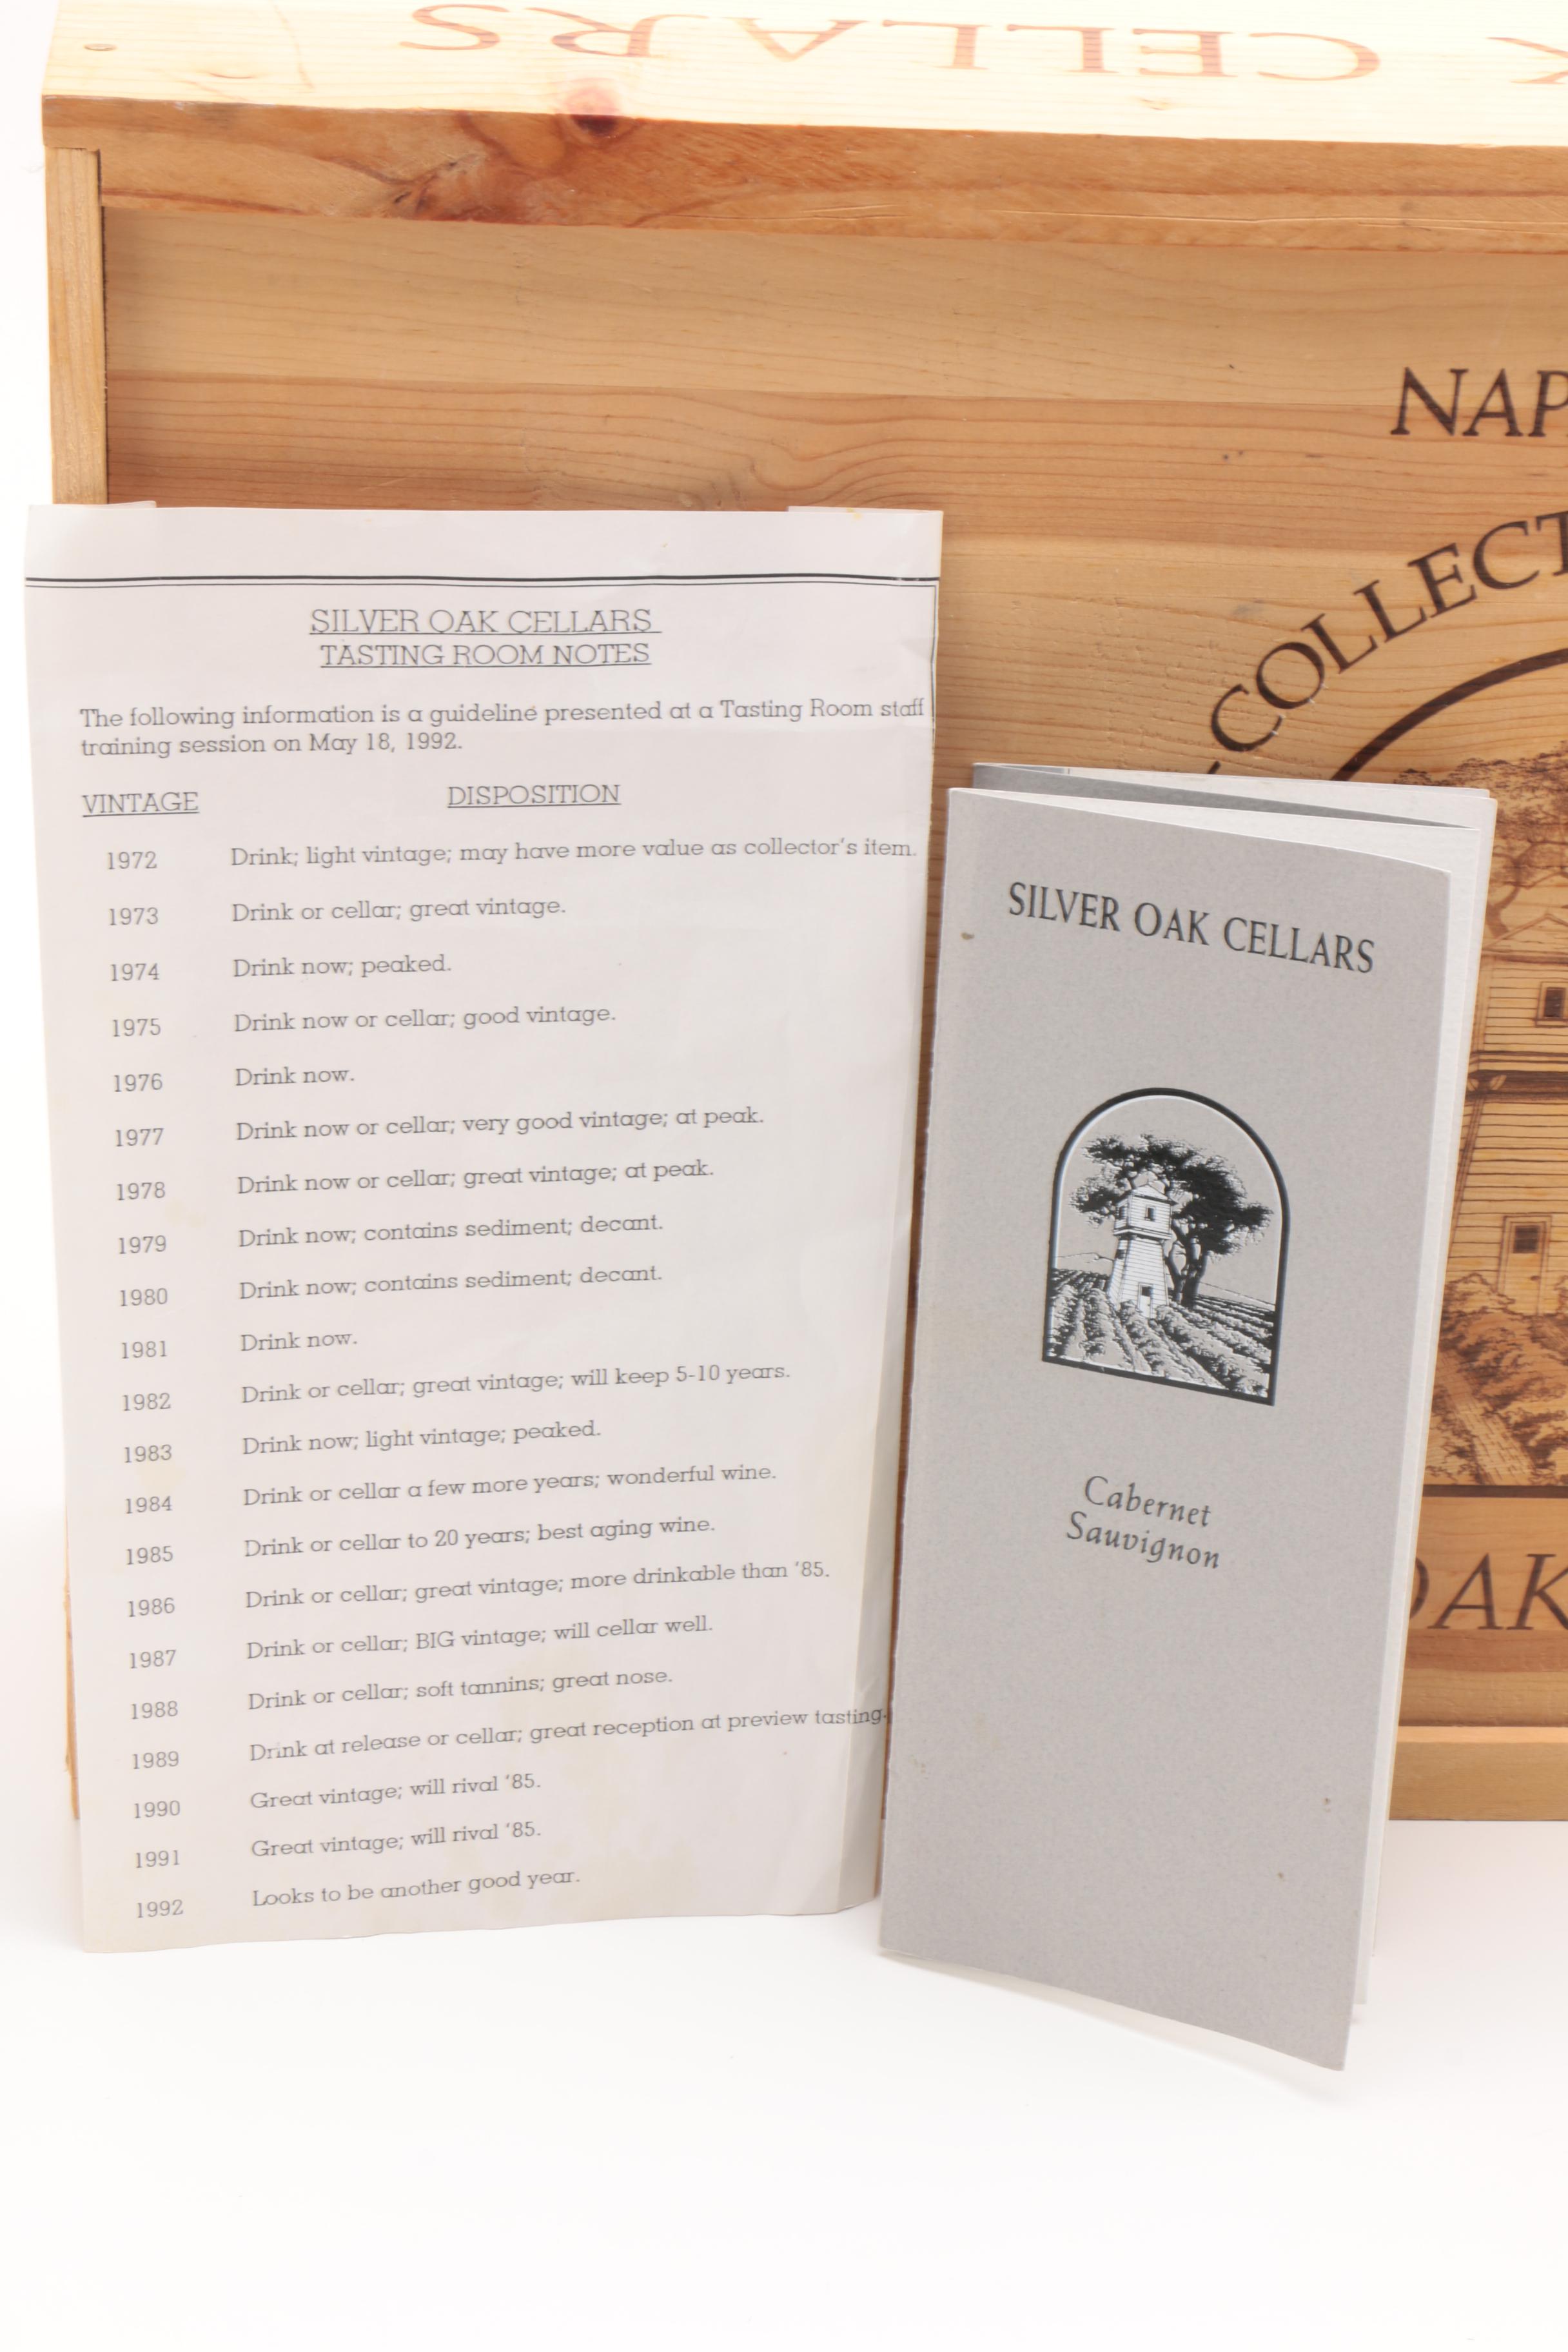 CELLARS
NAP
COLLECT
OAK
SILVER OAK CELLARS
TASTING ROOM NOTES
The following information is a guideline presented at a Tasting Room staff
training session on May 18, 1992.
VINTAGE DISPOSITION
1972 Drink; light vintage; may have more value as collector's item.
1973 Drink or cellar; great vintage.
1974 Drink now; peaked.
1975 Drink now or cellar; good vintage.
1976 Drink now.
1977 Drink now or cellar; very good vintage; at peak.
1978 Drink now or cellar; great vintage; at peak.
1979 Drink now; contains sediment; decant.
1980 Drink now; contains sediment; decant.
1981 Drink now.
1982 Drink or cellar; great vintage; will keep 5-10 years.
1983 Drink now; light vintage; peaked.
1984 Drink or cellar a few more years; wonderful wine.
1985 Drink or cellar to 20 years; best aging wine.
1986 Drink or cellar; great vintage; more drinkable than '85.
1987 Drink or cellar; BIG vintage; will cellar well.
1988 Drink or cellar; soft tannins; great nose.
1989 Drink at release or cellar; great reception at preview tasting.
1990 Great vintage; will rival '85.
1991 Great vintage; will rival '85.
1992 Looks to be another good year.
SILVER OAK CELLARS
Cabernet
Sauvignon